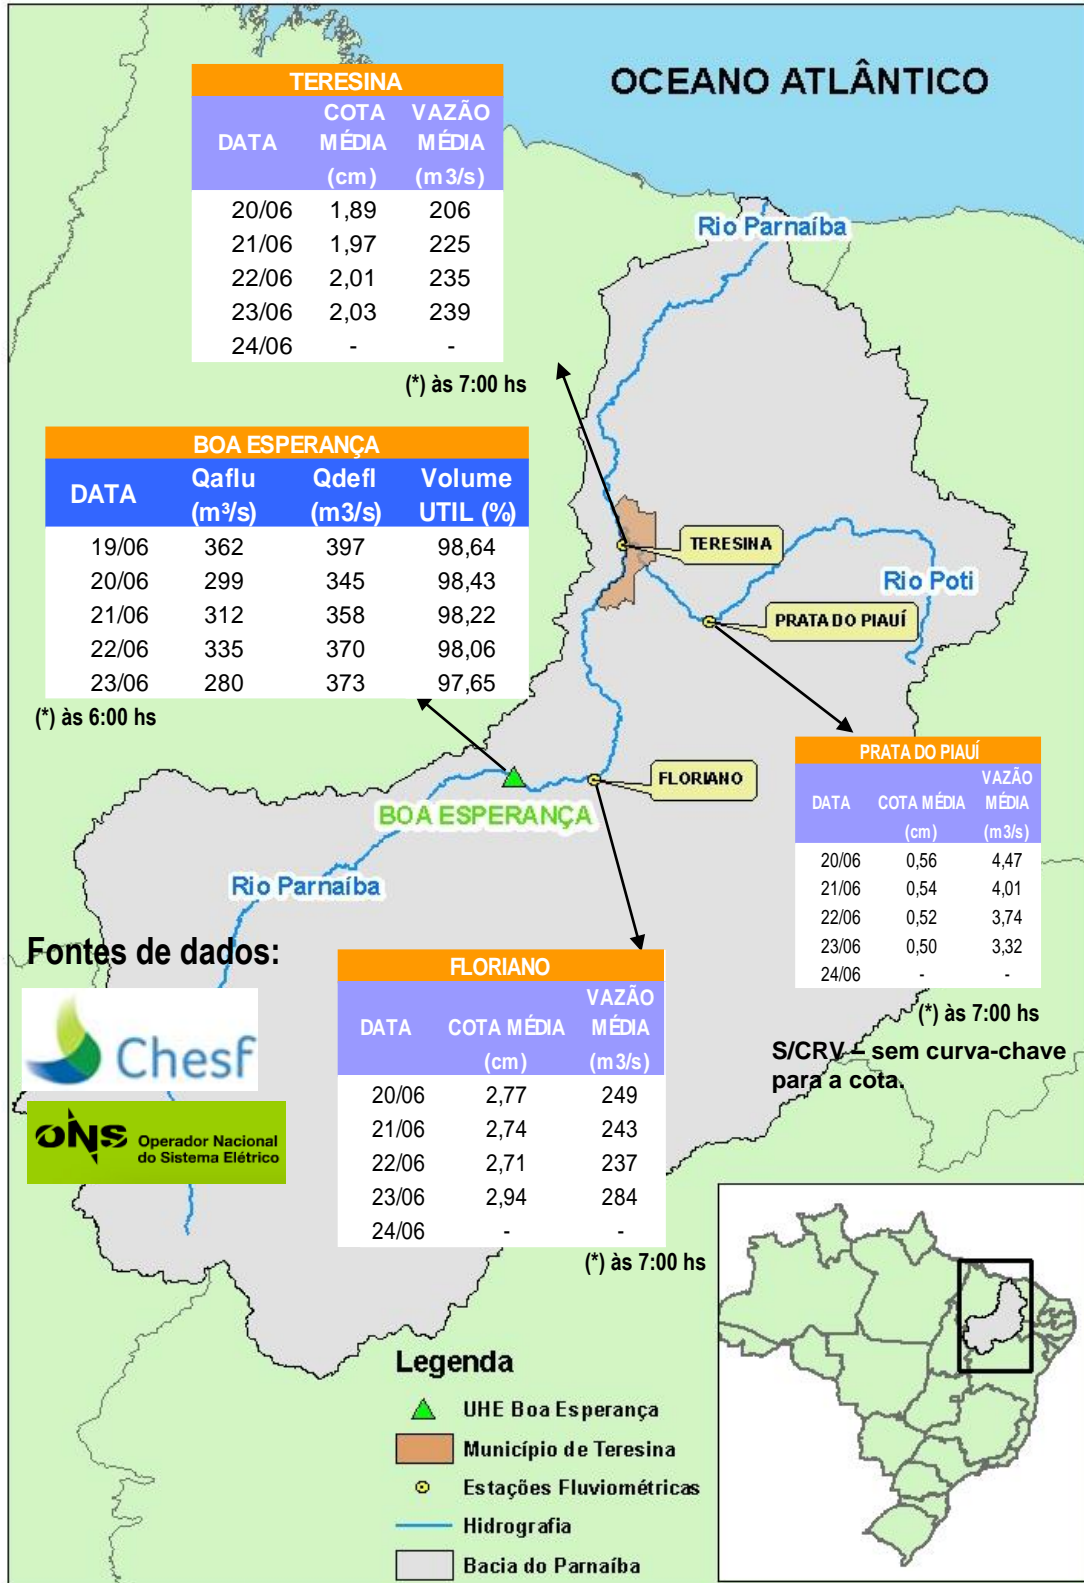 OCEANO ATLÂNTICO
TERESINA
DATA COTA MÉDIA (cm) VAZÃO MÉDIA (m3/s)
20/06 1,89 206
21/06 1,97 225
22/06 2,01 235
23/06 2,03 239
24/06 - -
(*) às 7:00 hs
Rio Parnaíba
BOA ESPERANÇA
DATA Qaflu (m³/s) Qdefl (m3/s) Volume UTIL (%)
19/06 362 397 98,64
20/06 299 345 98,43
21/06 312 358 98,22
22/06 335 370 98,06
23/06 280 373 97,65
(*) às 6:00 hs
TERESINA
Rio Poti
PRATA DO PIAUÍ
FLORIANO
BOA ESPERANÇA
Rio Parnaíba
PRATA DO PIAUÍ
DATA COTA MÉDIA (cm) VAZÃO MÉDIA (m3/s)
20/06 0,56 4,47
21/06 0,54 4,01
22/06 0,52 3,74
23/06 0,50 3,32
24/06 - -
(*) às 7:00 hs
S/CRV – sem curva-chave
para a cota.
Fontes de dados:
Chesf
ONS Operador Nacional
do Sistema Elétrico
FLORIANO
DATA COTA MÉDIA (cm) VAZÃO MÉDIA (m3/s)
20/06 2,77 249
21/06 2,74 243
22/06 2,71 237
23/06 2,94 284
24/06 - -
(*) às 7:00 hs
Legenda
UHE Boa Esperança
Município de Teresina
Estações Fluviométricas
Hidrografia
Bacia do Parnaíba